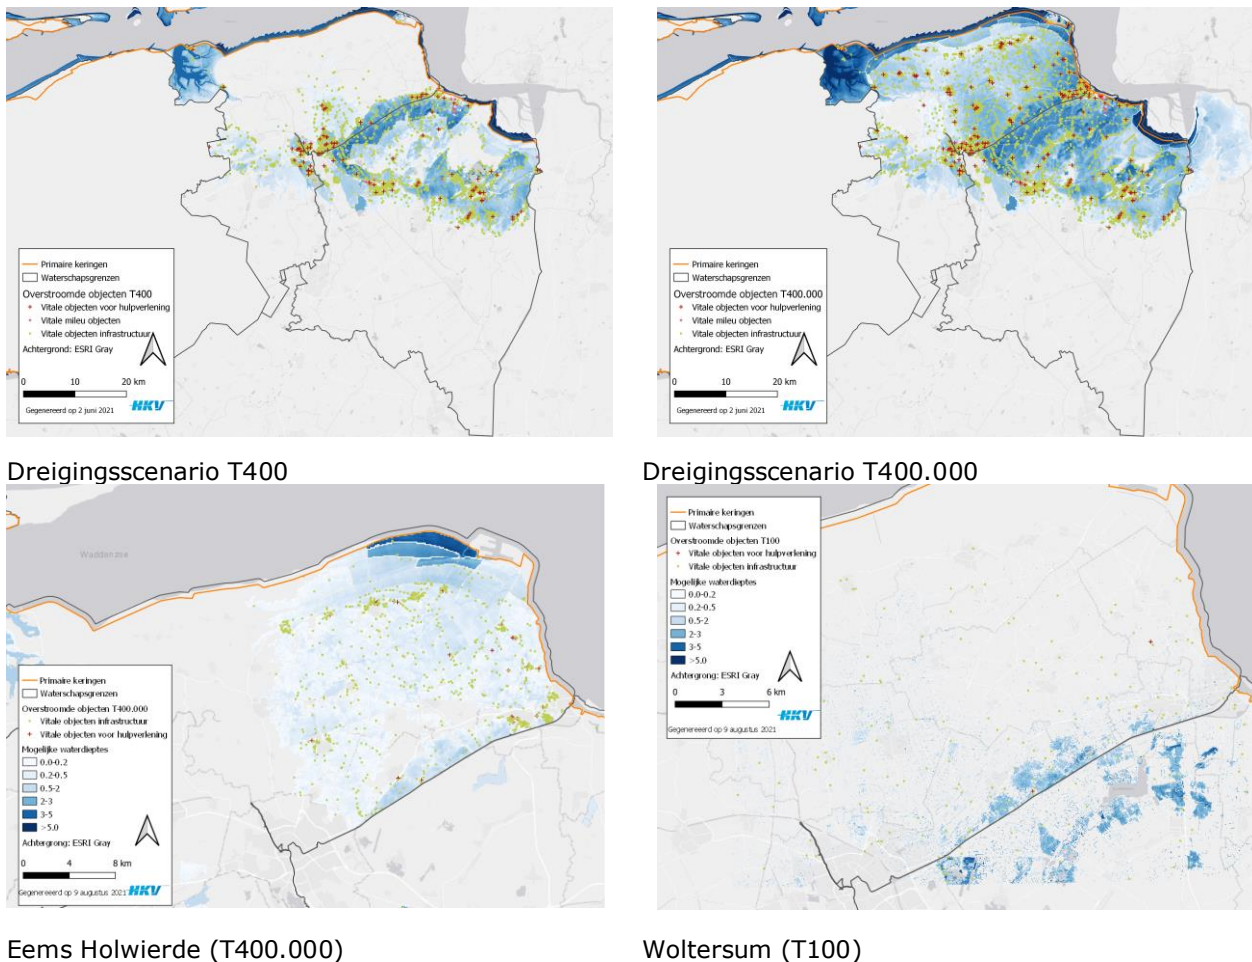 Primaire keringen
Waterschapsgrenzen
Overstroomde objecten T400
Vitale objecten voor hulpverlening
Vitale mileu objecten
Vitale objecten infrastructuur
Achtergrond: ESRI Gray
0 10 20 km
Gegenereerd op 2 juni 2021
HKV
Primaire keringen
Waterschapsgrenzen
Overstroomde objecten T400.000
Vitale objecten voor hulpverlening
Vitale mileu objecten
Vitale objecten infrastructuur
Achtergrond: ESRI Gray
0 10 20 km
Gegenereerd op 2 juni 2021
HKV
Dreigingsscenario T400
Dreigingsscenario T400.000
Waddenzee
Primaire keringen
Waterschapsgrenzen
Overstroomde objecten T400.000
Vitale objecten infrastructuur
Vitale objecten voor hulpverlening
Mogelijke waterdieptes
0.0-0.2
0.2-0.5
0.5-2
2-3
3-5
>5.0
Achtergrong: ESRI Gray
0 4 8 km
Gegenereerd op 9 augustus 2021
HKV
Primaire keringen
Waterschapsgrenzen
Overstroomde objecten T100
Vitale objecten voor hulpverlening
Vitale objecten infrastructuur
Mogelijke waterdieptes
0.0-0.2
0.2-0.5
0.5-2
2-3
3-5
>5.0
Achtergrong: ESRI Gray
0 3 6 km
Gegenereerd op 9 augustus 2021
HKV
Eems Holwierde (T400.000)
Woltersum (T100)